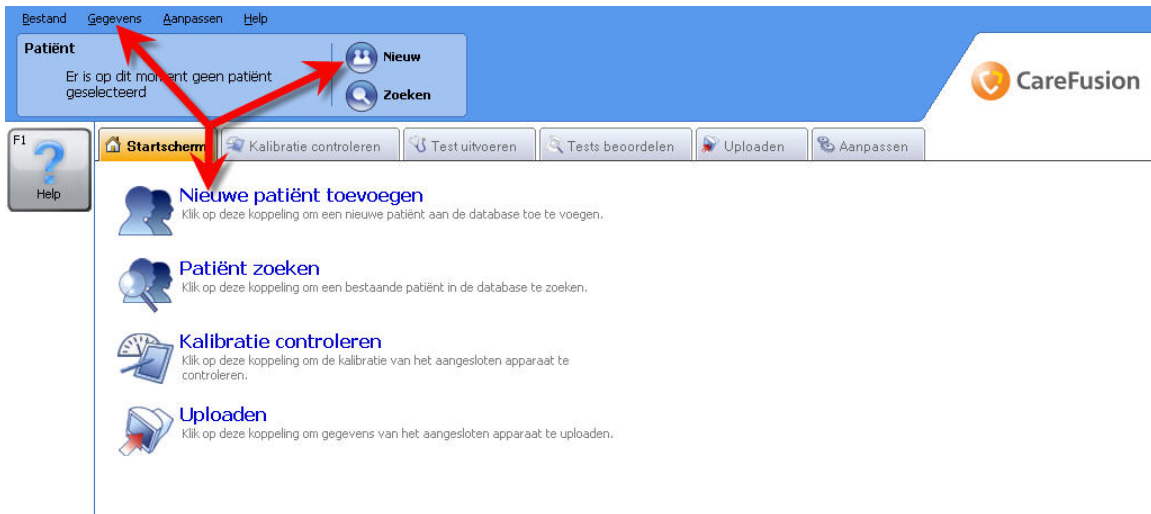 Bestand Gegevens Aanpassen Help
Patiënt
Er is op dit moment geen patiënt
geselecteerd
Nieuw
Zoeken
CareFusion
F1
Help
Startscherm Kalibratie controleren Test uitvoeren Tests beoordelen Uploaden Aanpassen
Nieuwe patiënt toevoegen
Klik op deze koppeling om een nieuwe patiënt aan de database toe te voegen.
Patiënt zoeken
Klik op deze koppeling om een bestaande patiënt in de database te zoeken.
Kalibratie controleren
Klik op deze koppeling om de kalibratie van het aangesloten apparaat te
controleren.
Uploaden
Klik op deze koppeling om gegevens van het aangesloten apparaat te uploaden.